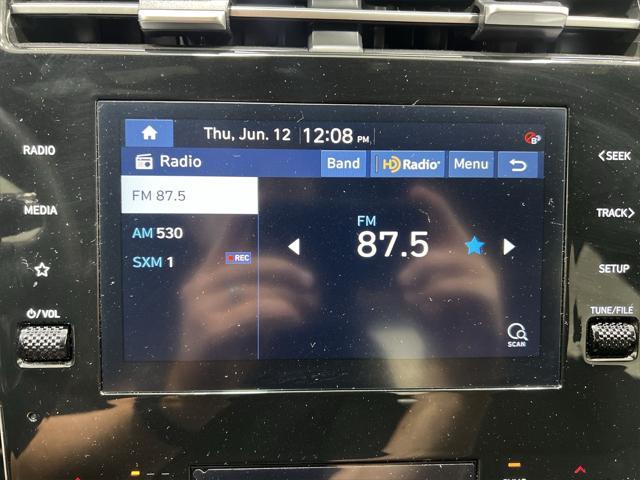 Thu, Jun. 12 12:08 PM
RADIO
Radio Band HD Radio Menu
<SEEK
FM 87.5
MEDIA
FM
87.5
TRACK>
AM 530
SXM 1 REC
SETUP
⏻/VOL
TUNE/FILE
SCAN